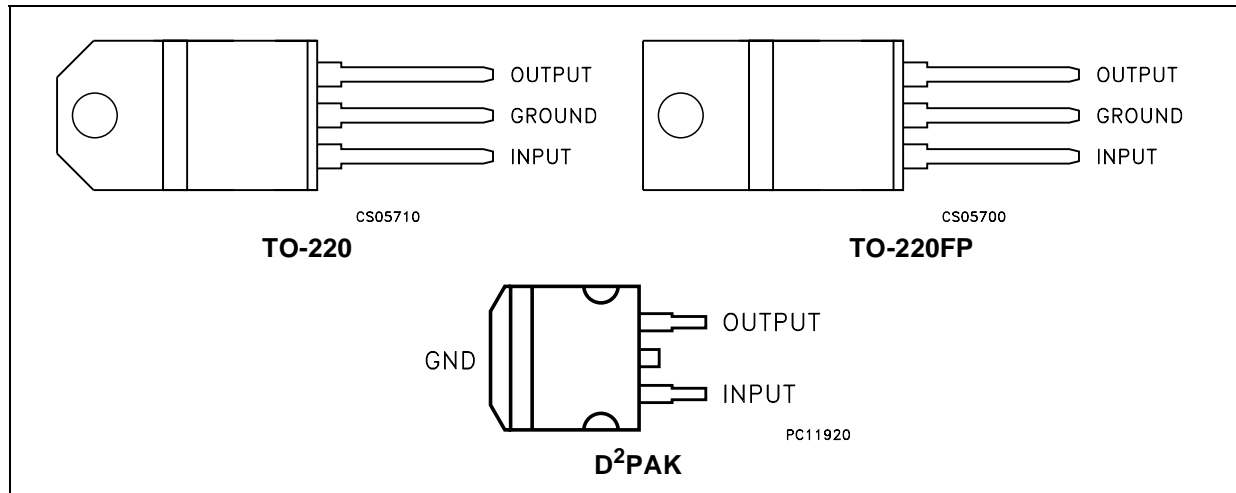 OUTPUT
GROUND
INPUT
CS05710
TO-220
OUTPUT
GROUND
INPUT
CS05700
TO-220FP
GND
OUTPUT
INPUT
PC11920
D²PAK